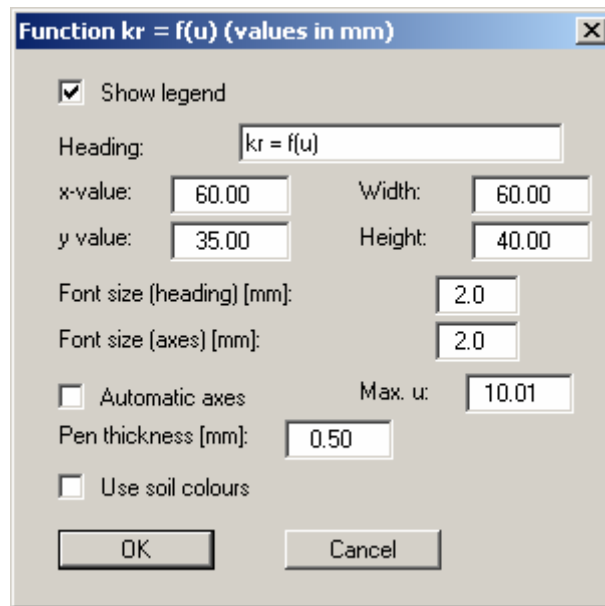 Function kr = f(u) (values in mm)
Show legend
Heading: kr = f(u)
x-value: 60.00 Width: 60.00
y value: 35.00 Height: 40.00
Font size (heading) [mm]: 2.0
Font size (axes) [mm]: 2.0
Automatic axes Max. u: 10.01
Pen thickness [mm]: 0.50
Use soil colours
OK Cancel